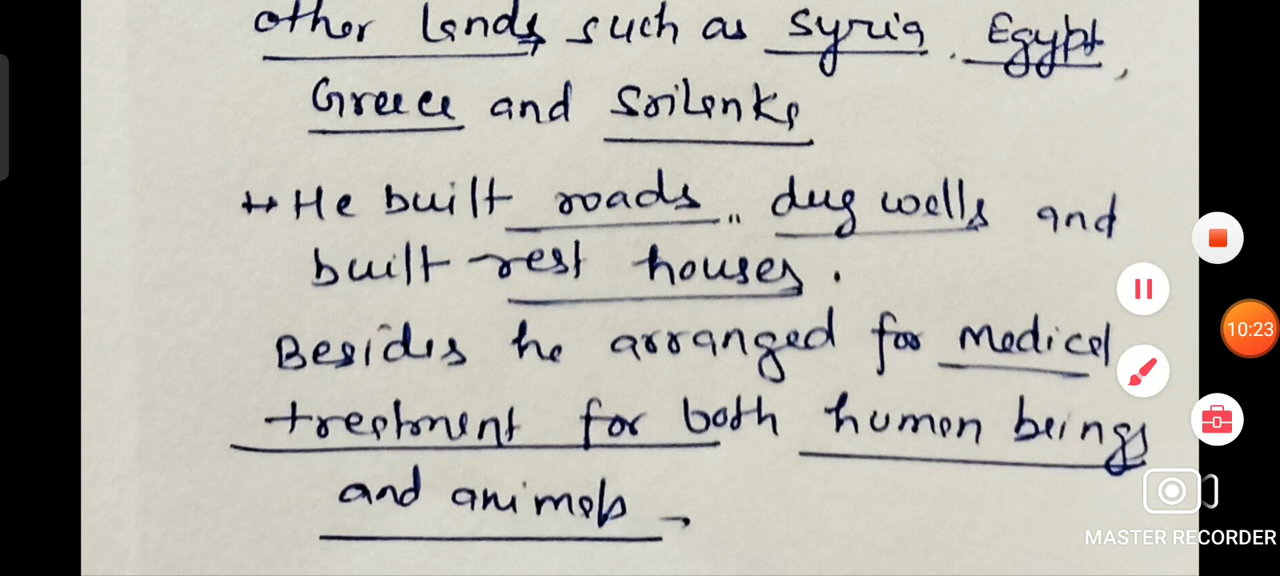 other lands such as Syria, Egypt,
Greece and Srilanka
→ He built roads, dug wells and
built rest houses.
Besides he arranged for medical
treatment for both human beings
and animals.
10:23
MASTER RECORDER